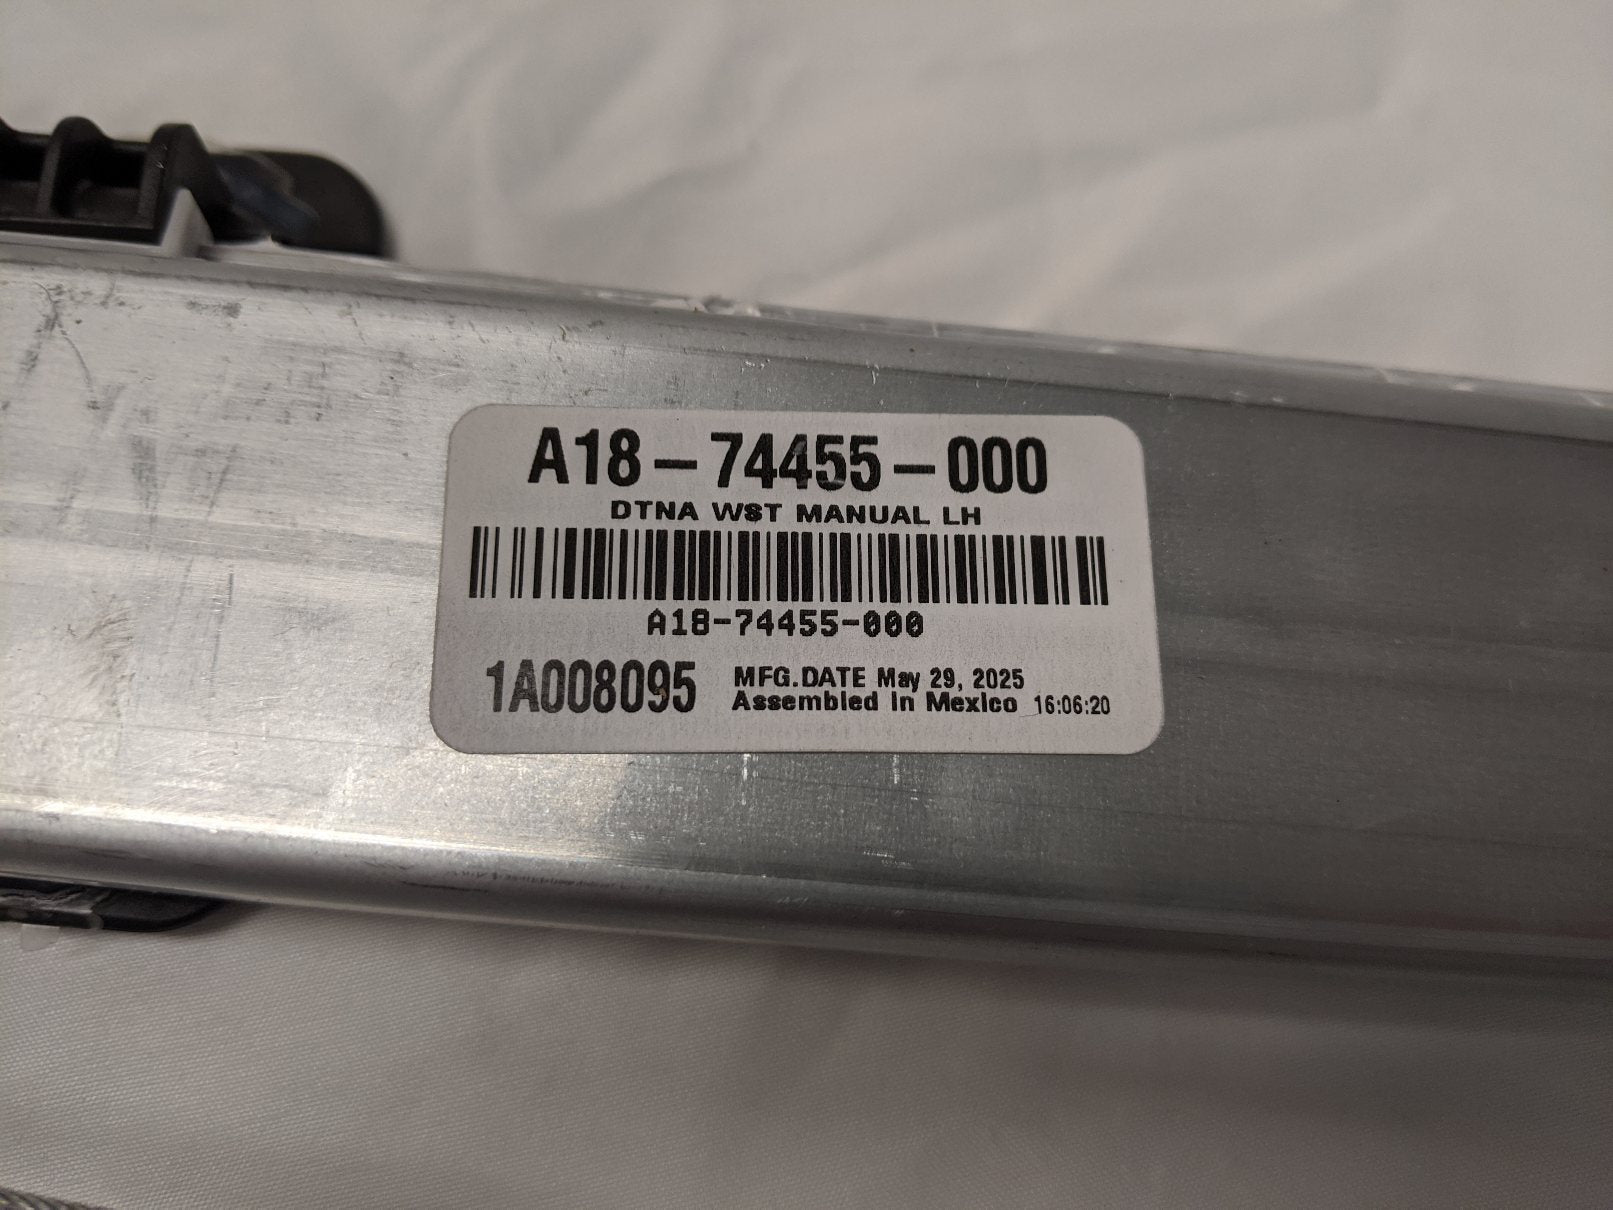 A18-74455-000
DTNA WST MANUAL LH
A18-74455-000
1A008095
MFG.DATE May 29, 2025
Assembled in Mexico 16:06:20